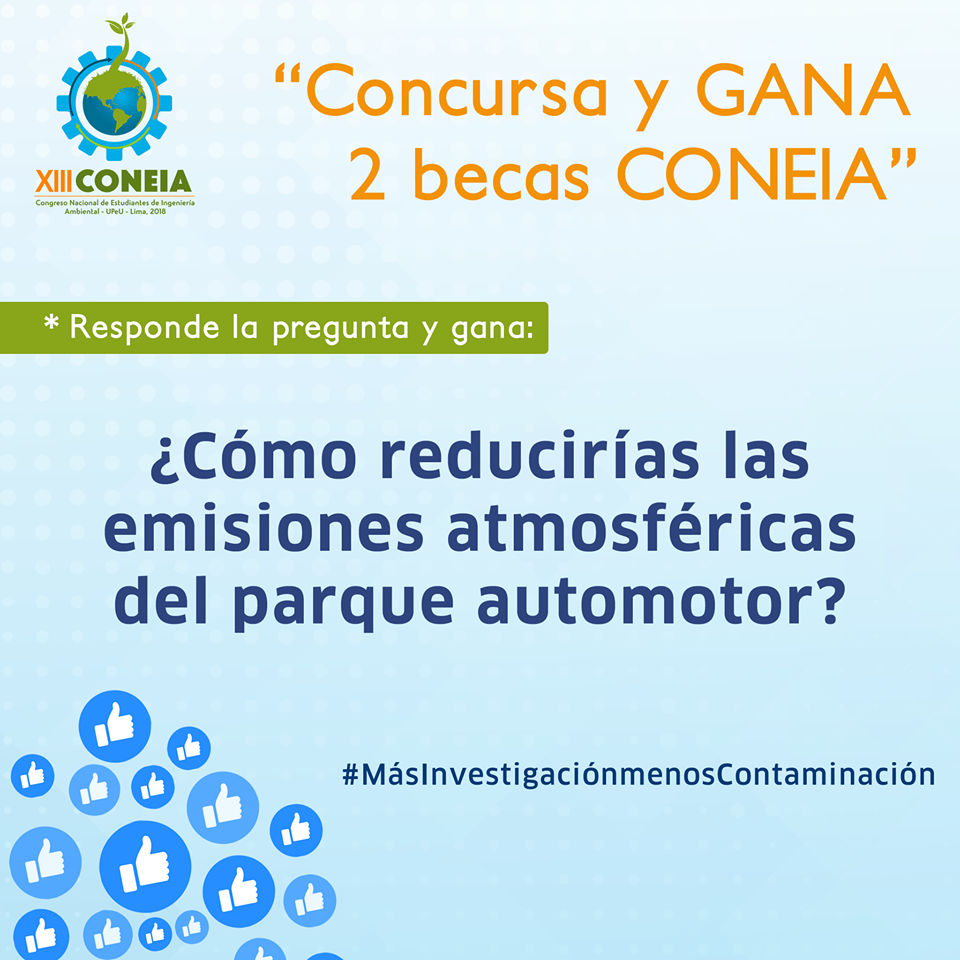 XIII CONEIA
Congreso Nacional de Estudiantes de Ingeniería
Ambiental - UPeU - Lima, 2018
“Concursa y GANA
2 becas CONEIA”
* Responde la pregunta y gana:
¿Cómo reducirías las
emisiones atmosféricas
del parque automotor?
#MásInvestigaciónmenosContaminación